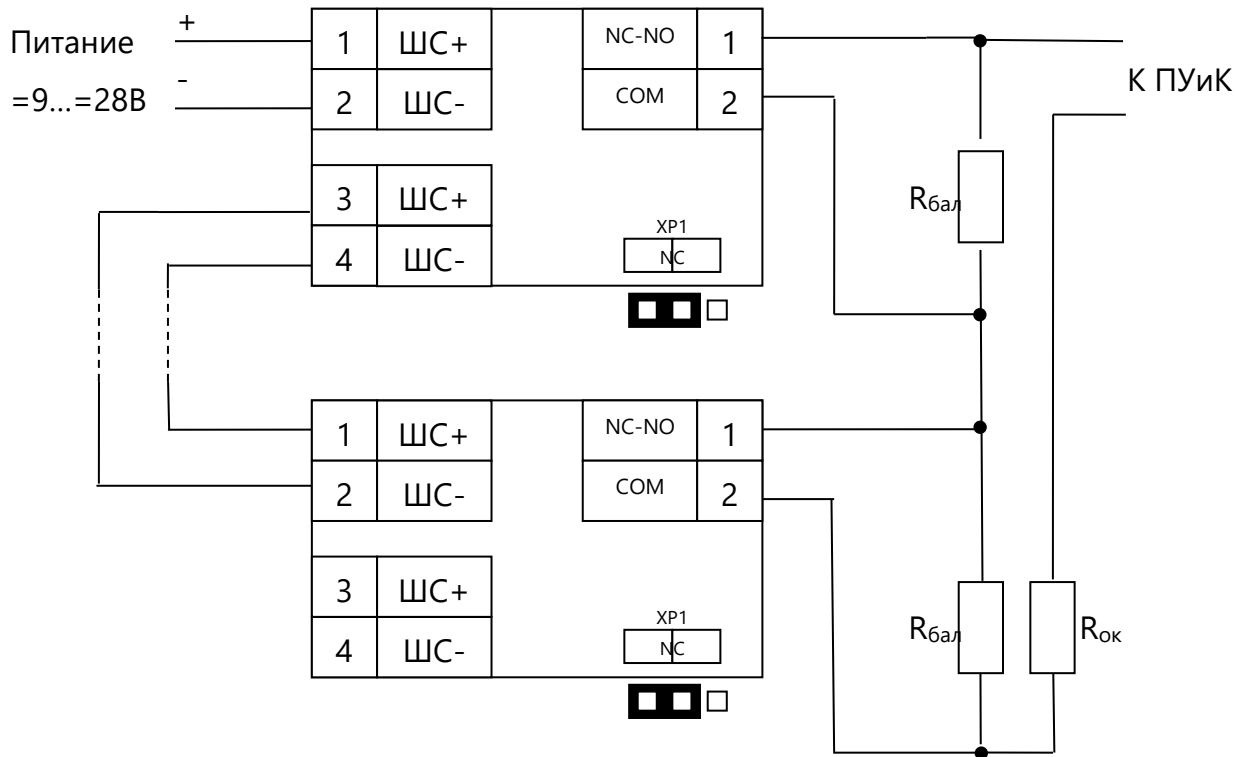 Питание
+
=9...=28В
-
1 ШС+
2 ШС-
3 ШС+
4 ШС-
NC-NO 1
COM 2
XP1
NC
К ПУиК
Rбал
1 ШС+
2 ШС-
3 ШС+
4 ШС-
NC-NO 1
COM 2
XP1
NC
Rбал
Rок